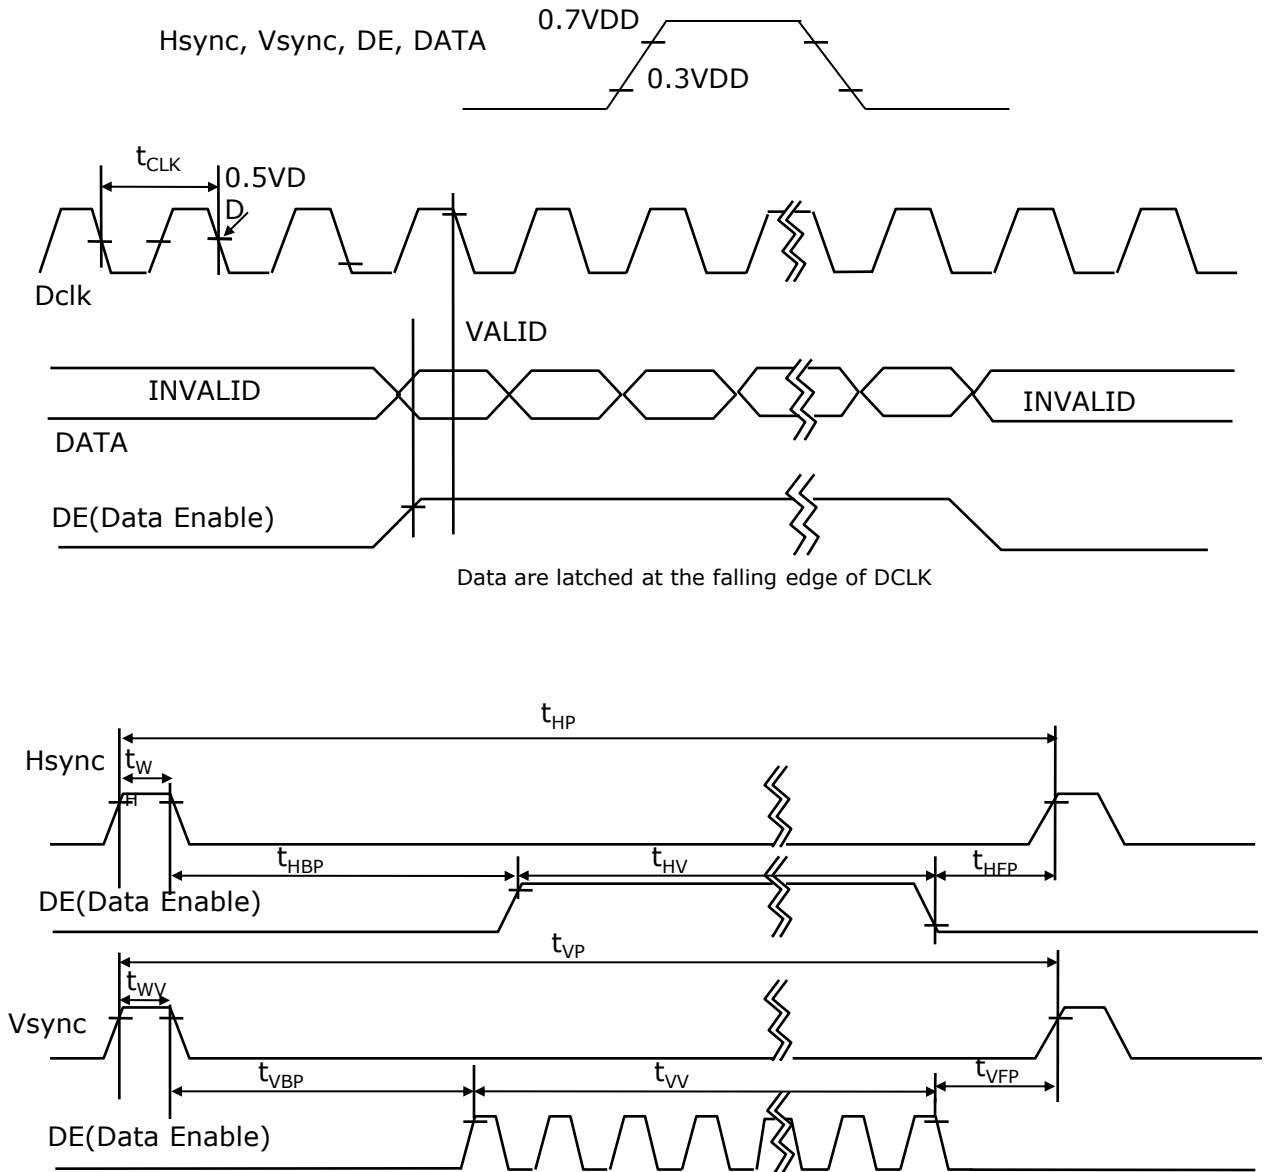 0.7VDD
Hsync, Vsync, DE, DATA
0.3VDD
tCLK
0.5VD
D
Dclk
VALID
INVALID
INVALID
DATA
DE(Data Enable)
Data are latched at the falling edge of DCLK
tHP
Hsync
tW
H
tHBP
tHV
tHFP
DE(Data Enable)
tVP
tWV
Vsync
tVBP
tVV
tVFP
DE(Data Enable)